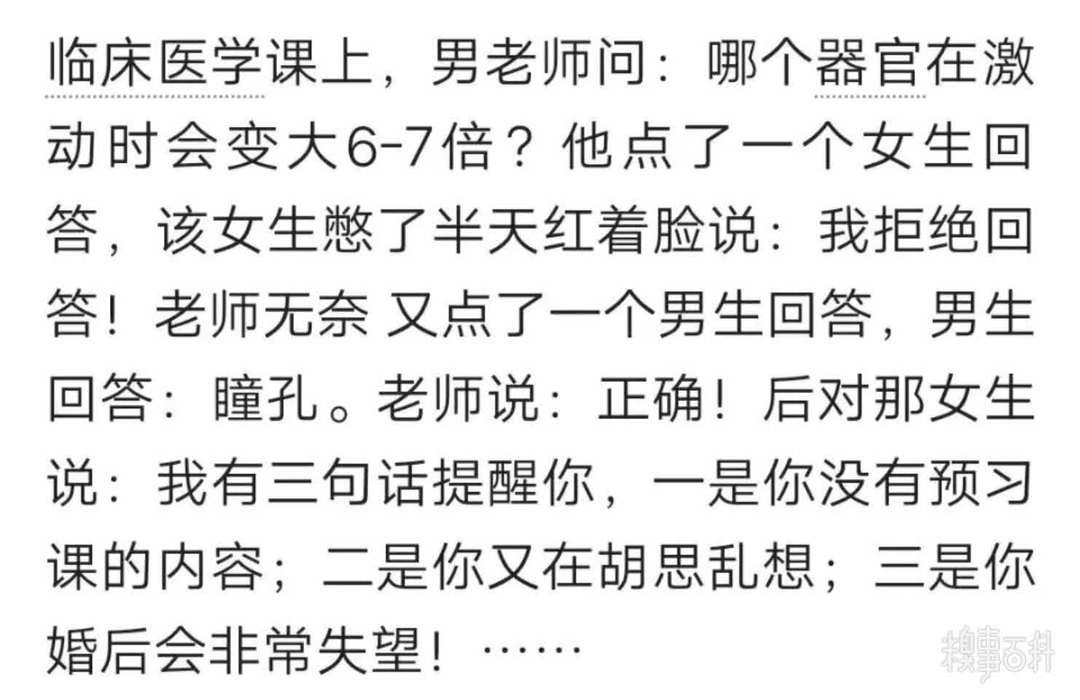 临床医学课上，男老师问：哪个器官在激
动时会变大6-7倍？他点了一个女生回
答，该女生憋了半天红着脸说：我拒绝回
答！老师无奈 又点了一个男生回答，男生
回答：瞳孔。老师说：正确！后对那女生
说：我有三句话提醒你，一是你没有预习
课的内容；二是你又在胡思乱想；三是你
婚后会非常失望！……
糗事百科